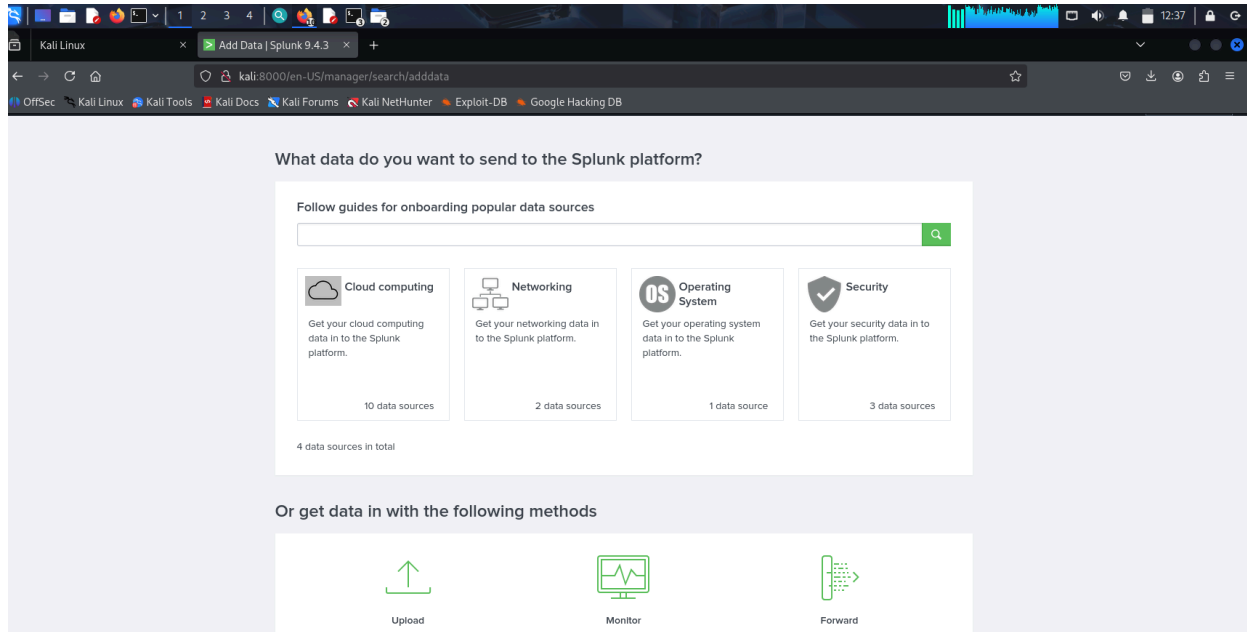 1 2 3 4 12:37
Kali Linux × Add Data | Splunk 9.4.3 × +
kali:8000/en-US/manager/search/adddata
OffSec Kali Linux Kali Tools Kali Docs Kali Forums Kali NetHunter Exploit-DB Google Hacking DB
What data do you want to send to the Splunk platform?
Follow guides for onboarding popular data sources
Cloud computing
Get your cloud computing
data in to the Splunk
platform.
10 data sources
Networking
Get your networking data in
to the Splunk platform.
2 data sources
OS
Operating
System
Get your operating system
data in to the Splunk
platform.
1 data source
Security
Get your security data in to
the Splunk platform.
3 data sources
4 data sources in total
Or get data in with the following methods
Upload
Monitor
Forward